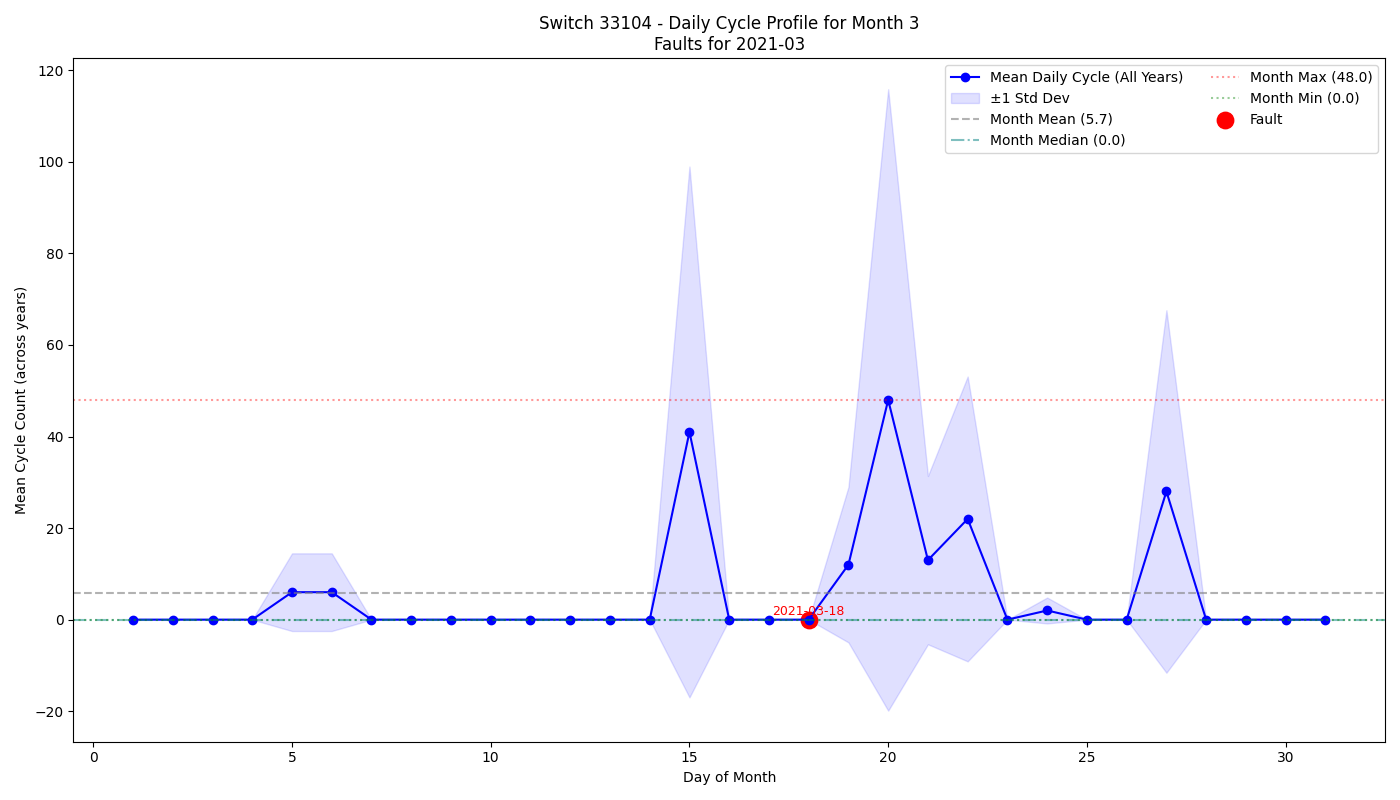 Switch 33104 - Daily Cycle Profile for Month 3
Faults for 2021-03
Mean Daily Cycle (All Years)
±1 Std Dev
Month Mean (5.7)
Month Median (0.0)
Month Max (48.0)
Month Min (0.0)
Fault
Mean Cycle Count (across years)
120
100
80
60
40
20
0
−20
2021-03-18
0
5
10
15
20
25
30
Day of Month